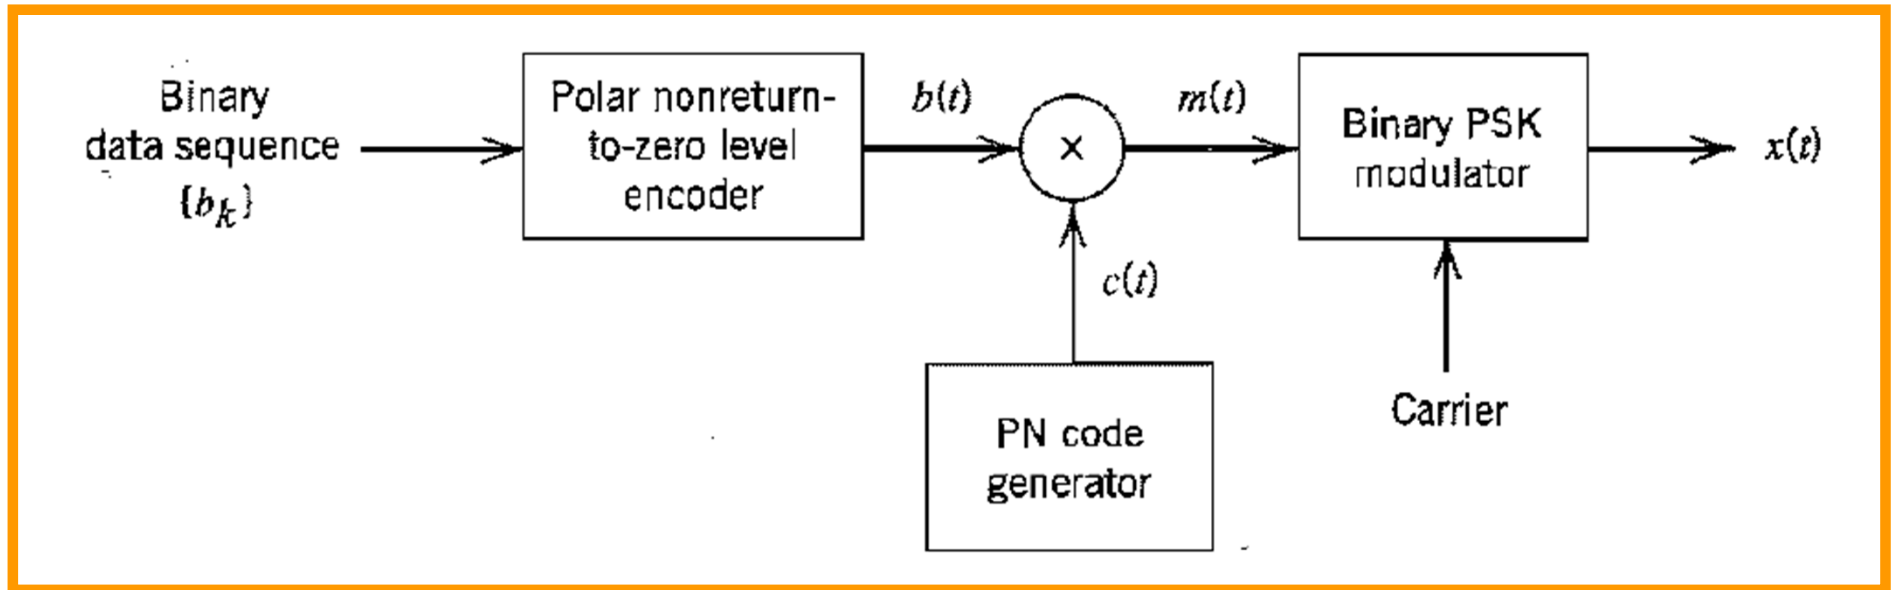 Binary
data sequence
{bk}
Polar nonreturn-
to-zero level
encoder
b(t)
×
m(t)
Binary PSK
modulator
x(t)
c(t)
PN code
generator
Carrier